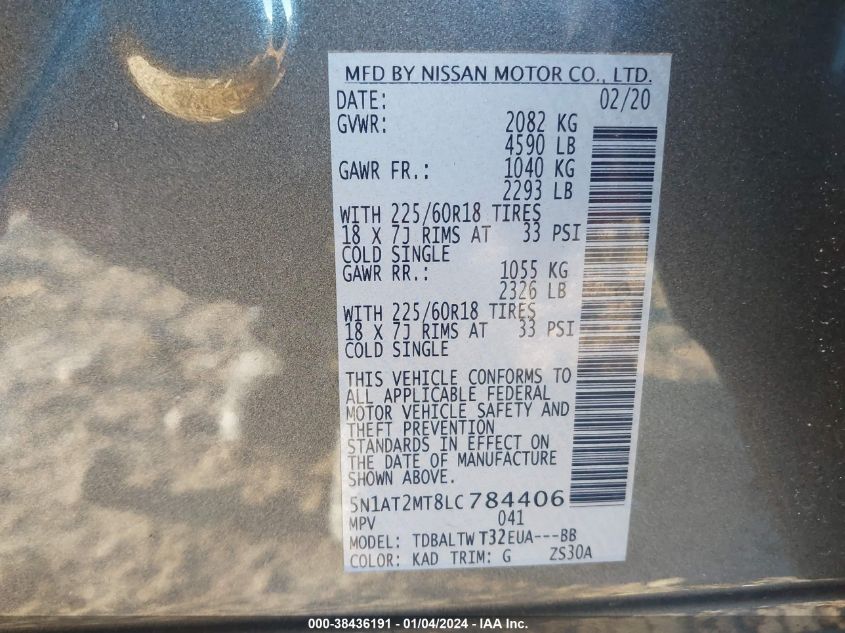 MFD BY NISSAN MOTOR CO., LTD.
DATE: 02/20
GVWR: 2082 KG
4590 LB
GAWR FR.: 1040 KG
2293 LB
WITH 225/60R18 TIRES
18 X 7J RIMS AT 33 PSI
COLD SINGLE
GAWR RR.: 1055 KG
2326 LB
WITH 225/60R18 TIRES
18 X 7J RIMS AT 33 PSI
COLD SINGLE
THIS VEHICLE CONFORMS TO
ALL APPLICABLE FEDERAL
MOTOR VEHICLE SAFETY AND
THEFT PREVENTION
STANDARDS IN EFFECT ON
THE DATE OF MANUFACTURE
SHOWN ABOVE.
5N1AT2MT8LC784406
MPV 041
MODEL: TDBALTW T32EUA---BB
COLOR: KAD TRIM: G ZS30A
000-38436191 - 01/04/2024 - IAA Inc.